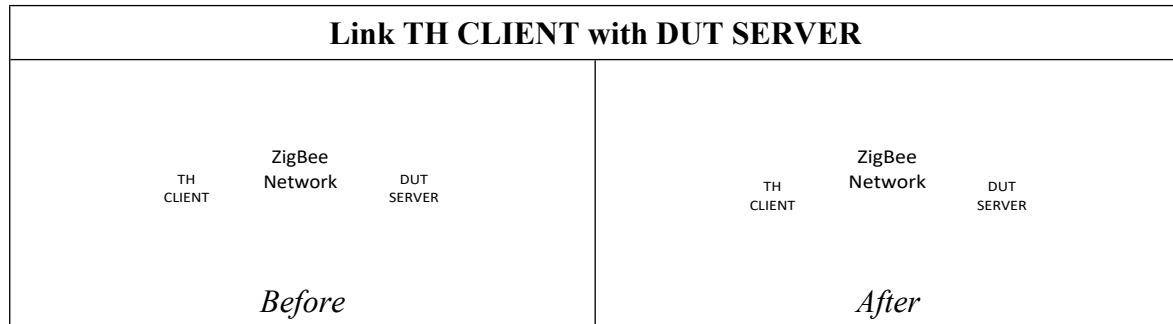 Link TH CLIENT with DUT SERVER
ZigBee
Network
TH
CLIENT
DUT
SERVER
Before
ZigBee
Network
TH
CLIENT
DUT
SERVER
After